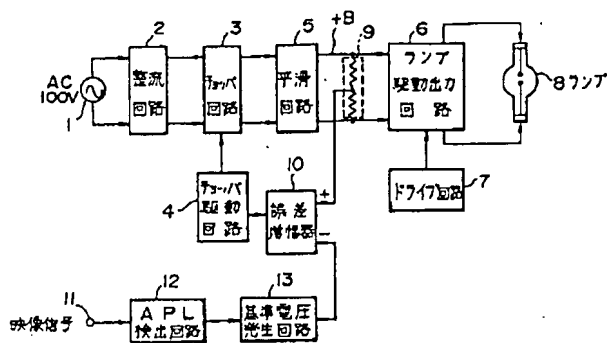 AC
100V
1
2
整流
回路
3
チョッパ
回路
5
平滑
回路
+B
9
6
ランプ
駆動出力
回路
8ランプ
4
チョッパ
駆動
回路
10
誤差
増幅器
+
-
ドライブ回路
7
11
映像信号
12
APL
検出回路
13
基準電圧
発生回路